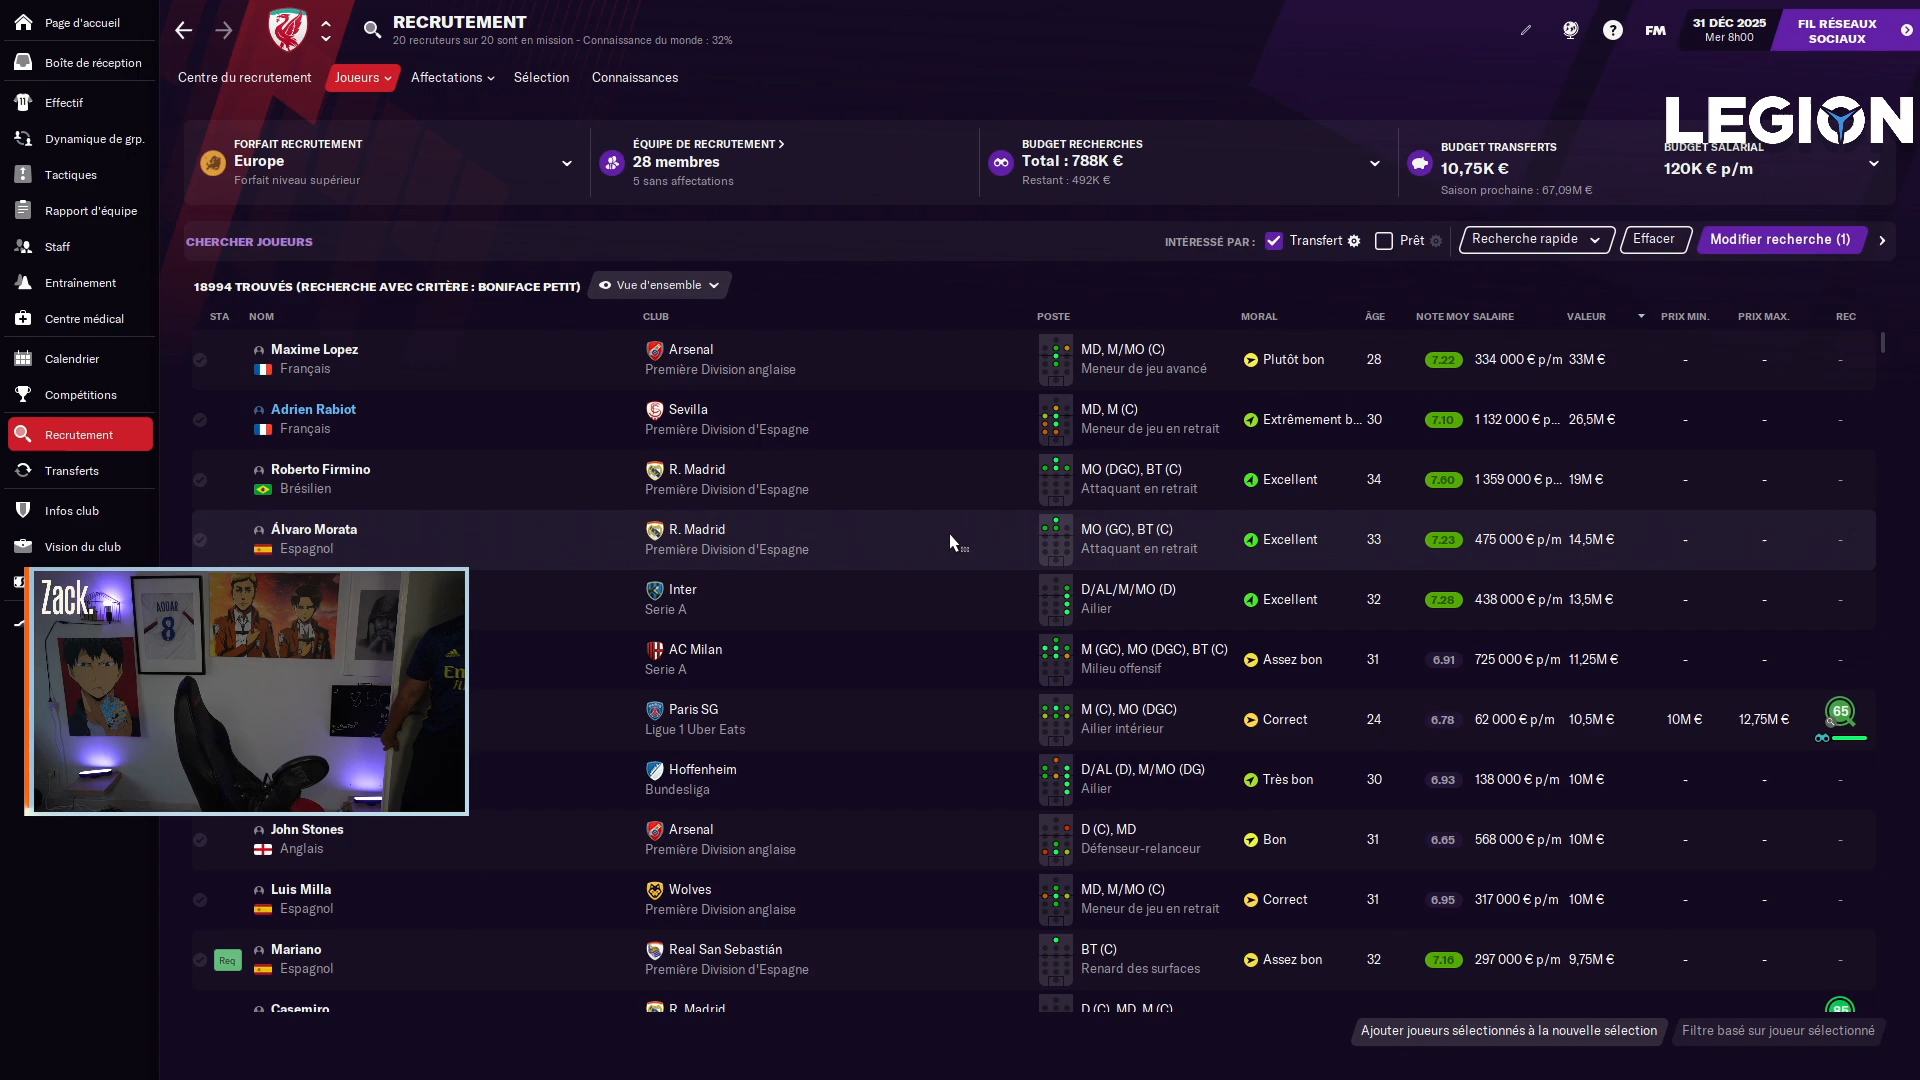 Page d'accueil
Boîte de réception
Effectif
Dynamique de grp.
Tactiques
Rapport d'équipe
Staff
Entraînement
Centre médical
Calendrier
Compétitions
Recrutement
Transferts
Infos club
Vision du club
RECRUTEMENT
20 recruteurs sur 20 sont en mission - Connaissance du monde : 32%
FM
31 DÉC 2025
Mer 8h00
FIL RÉSEAUX
SOCIAUX
Centre du recrutement
Joueurs
Affectations
Sélection
Connaissances
LEGION
FORFAIT RECRUTEMENT
Europe
Forfait niveau supérieur
ÉQUIPE DE RECRUTEMENT
28 membres
5 sans affectations
BUDGET RECHERCHES
Total : 788K €
Restant : 492K €
BUDGET TRANSFERTS
10,75K €
Saison prochaine : 67,09M €
BUDGET SALARIAL
120K € p/m
CHERCHER JOUEURS
INTÉRESSÉ PAR :
Transfert
Prêt
Recherche rapide
Effacer
Modifier recherche (1)
18994 TROUVÉS (RECHERCHE AVEC CRITÈRE : BONIFACE PETIT)
Vue d'ensemble
STA NOM CLUB POSTE MORAL ÂGE NOTE MOY SALAIRE VALEUR PRIX MIN. PRIX MAX. REC
Maxime Lopez Arsenal MD, M/MO (C) Plutôt bon 28 7.22 334 000 € p/m 33M € - - -
Français Première Division anglaise Meneur de jeu avancé
Adrien Rabiot Sevilla MD, M (C) Extrêmement b... 30 7.10 1 132 000 € p... 26,5M € - - -
Français Première Division d'Espagne Meneur de jeu en retrait
Roberto Firmino R. Madrid MO (DGC), BT (C) Excellent 34 7.60 1 359 000 € p... 19M € - - -
Brésilien Première Division d'Espagne Attaquant en retrait
Álvaro Morata R. Madrid MO (GC), BT (C) Excellent 33 7.23 475 000 € p/m 14,5M € - - -
Espagnol Première Division d'Espagne Attaquant en retrait
Inter D/AL/M/MO (D) Excellent 32 7.28 438 000 € p/m 13,5M € - - -
Serie A Ailier
AC Milan M (GC), MO (DGC), BT (C) Assez bon 31 6.91 725 000 € p/m 11,25M € - - -
Serie A Milieu offensif
Paris SG M (C), MO (DGC) Correct 24 6.78 62 000 € p/m 10,5M € 10M € 12,75M € 65
Ligue 1 Uber Eats Ailier intérieur
Hoffenheim D/AL (D), M/MO (DG) Très bon 30 6.93 138 000 € p/m 10M € - - -
Bundesliga Ailier
John Stones Arsenal D (C), MD Bon 31 6.65 568 000 € p/m 10M € - - -
Anglais Première Division anglaise Défenseur-relanceur
Luis Milla Wolves MD, M/MO (C) Correct 31 6.95 317 000 € p/m 10M € - - -
Espagnol Première Division anglaise Meneur de jeu en retrait
Req Mariano Real San Sebastián BT (C) Assez bon 32 7.16 297 000 € p/m 9,75M € - - -
Espagnol Première Division d'Espagne Renard des surfaces
Casemiro R. Madrid D (C), MD, M (C) 85
Zack.
AOUAR
8
Ajouter joueurs sélectionnés à la nouvelle sélection
Filtre basé sur joueur sélectionné